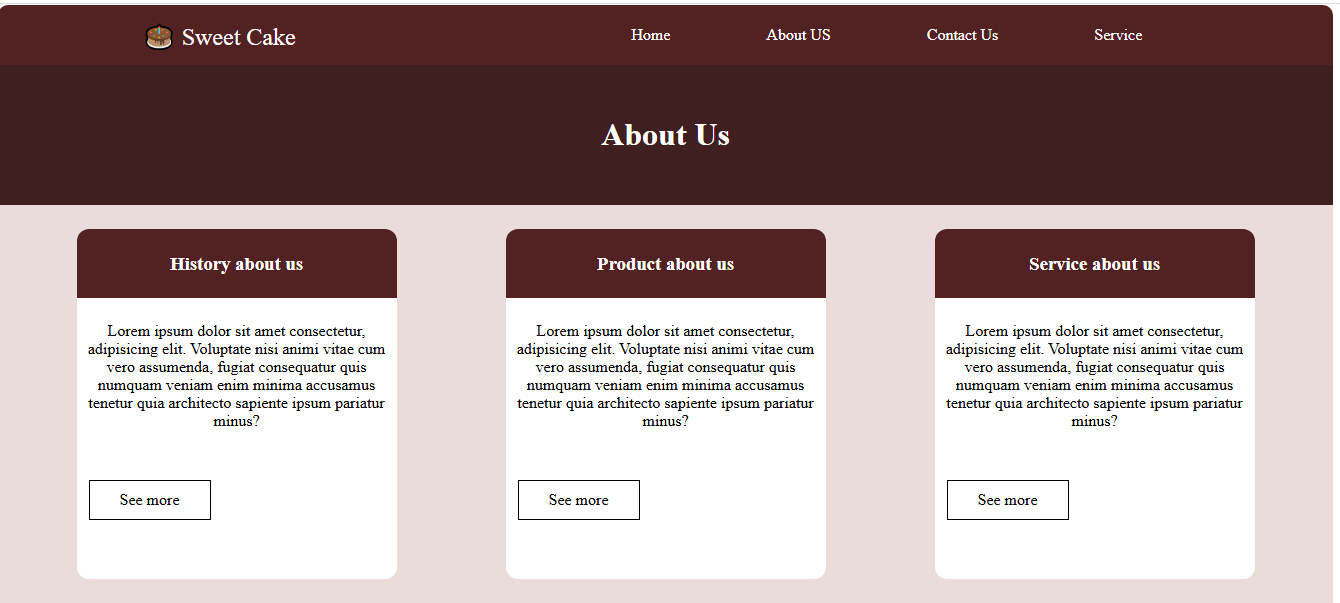 Sweet Cake
Home
About US
Contact Us
Service
About Us
History about us
Lorem ipsum dolor sit amet consectetur,
adipisicing elit. Voluptate nisi animi vitae cum
vero assumenda, fugiat consequatur quis
numquam veniam enim minima accusamus
tenetur quia architecto sapiente ipsum pariatur
minus?
See more
Product about us
Lorem ipsum dolor sit amet consectetur,
adipisicing elit. Voluptate nisi animi vitae cum
vero assumenda, fugiat consequatur quis
numquam veniam enim minima accusamus
tenetur quia architecto sapiente ipsum pariatur
minus?
See more
Service about us
Lorem ipsum dolor sit amet consectetur,
adipisicing elit. Voluptate nisi animi vitae cum
vero assumenda, fugiat consequatur quis
numquam veniam enim minima accusamus
tenetur quia architecto sapiente ipsum pariatur
minus?
See more